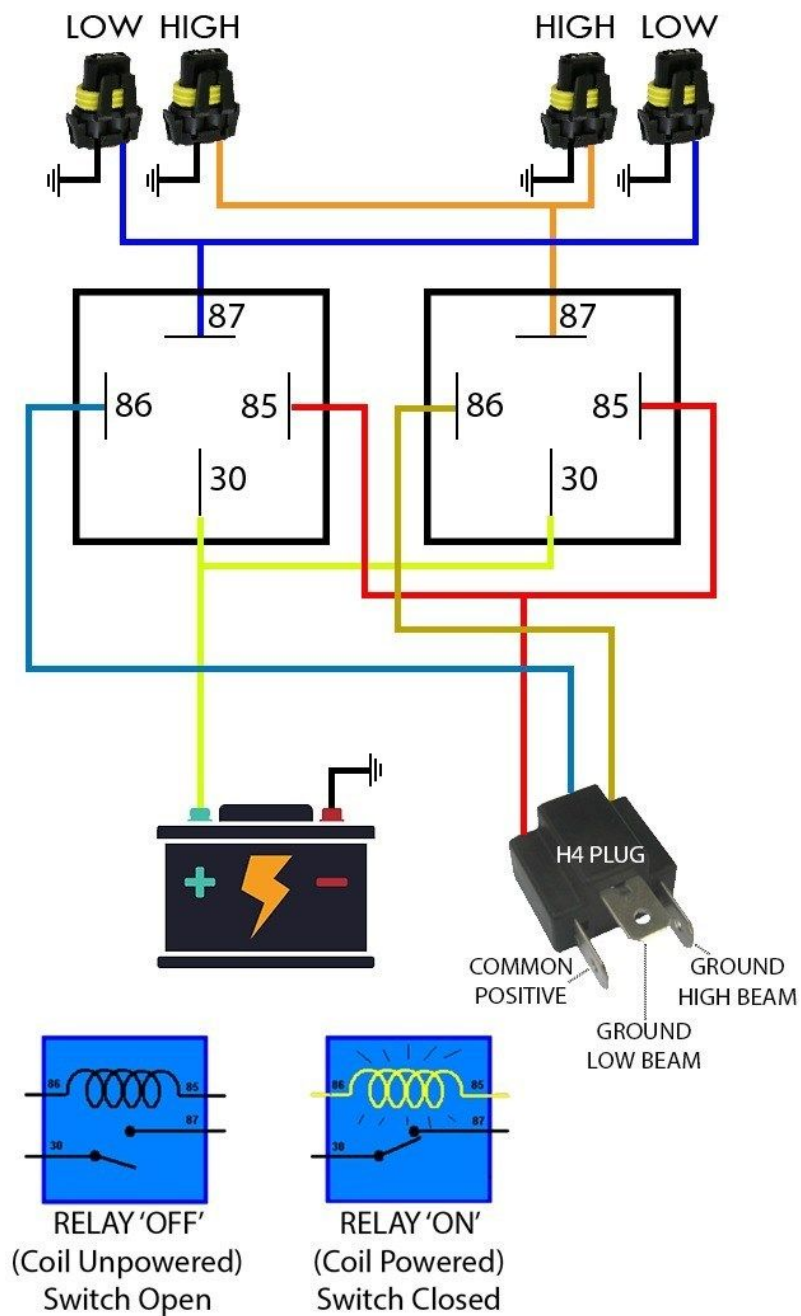 LOW HIGH HIGH LOW
87 87
86 85 86 85
30 30
+ -
H4 PLUG
COMMON
POSITIVE
GROUND
HIGH BEAM
GROUND
LOW BEAM
86 85
87
30
86 85
87
30
RELAY 'OFF'
(Coil Unpowered)
Switch Open
RELAY 'ON'
(Coil Powered)
Switch Closed